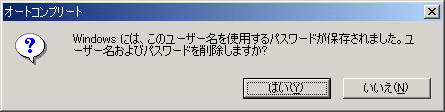 オートコンプリート
Windows には、このユーザー名を使用するパスワードが保存されました。ユ
ーザー名およびパスワードを削除しますか?
はい(Y)
いいえ(N)